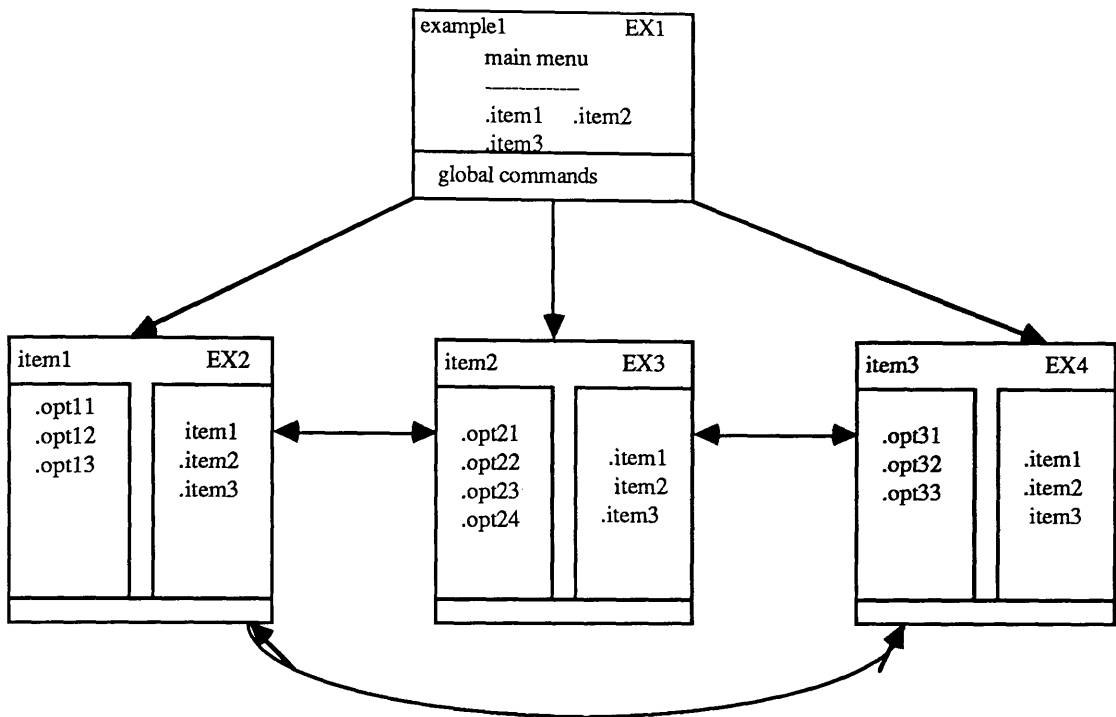 example1 EX1
main menu
-------------
.item1 .item2
.item3
global commands
item1 EX2
.opt11
.opt12
.opt13
item1
.item2
.item3
item2 EX3
.opt21
.opt22
.opt23
.opt24
.item1
item2
.item3
item3 EX4
.opt31
.opt32
.opt33
.item1
.item2
item3